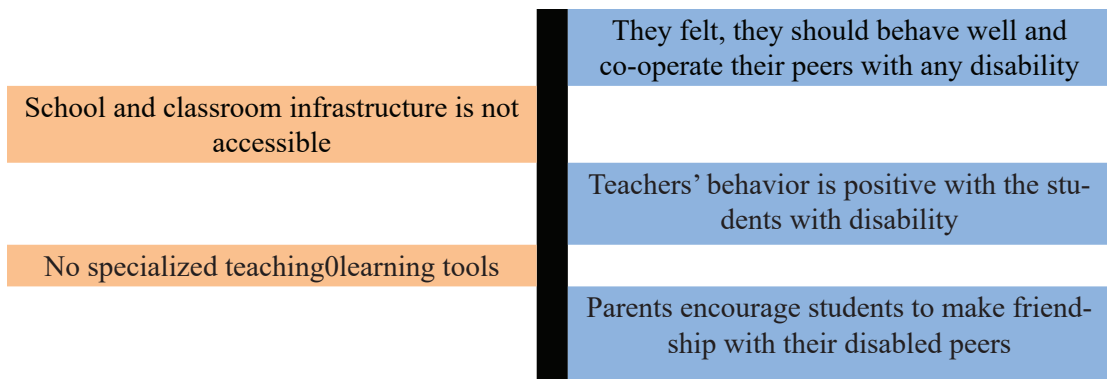 They felt, they should behave well and
co-operate their peers with any disability
School and classroom infrastructure is not
accessible
Teachers’ behavior is positive with the stu-
dents with disability
No specialized teaching0learning tools
Parents encourage students to make friend-
ship with their disabled peers